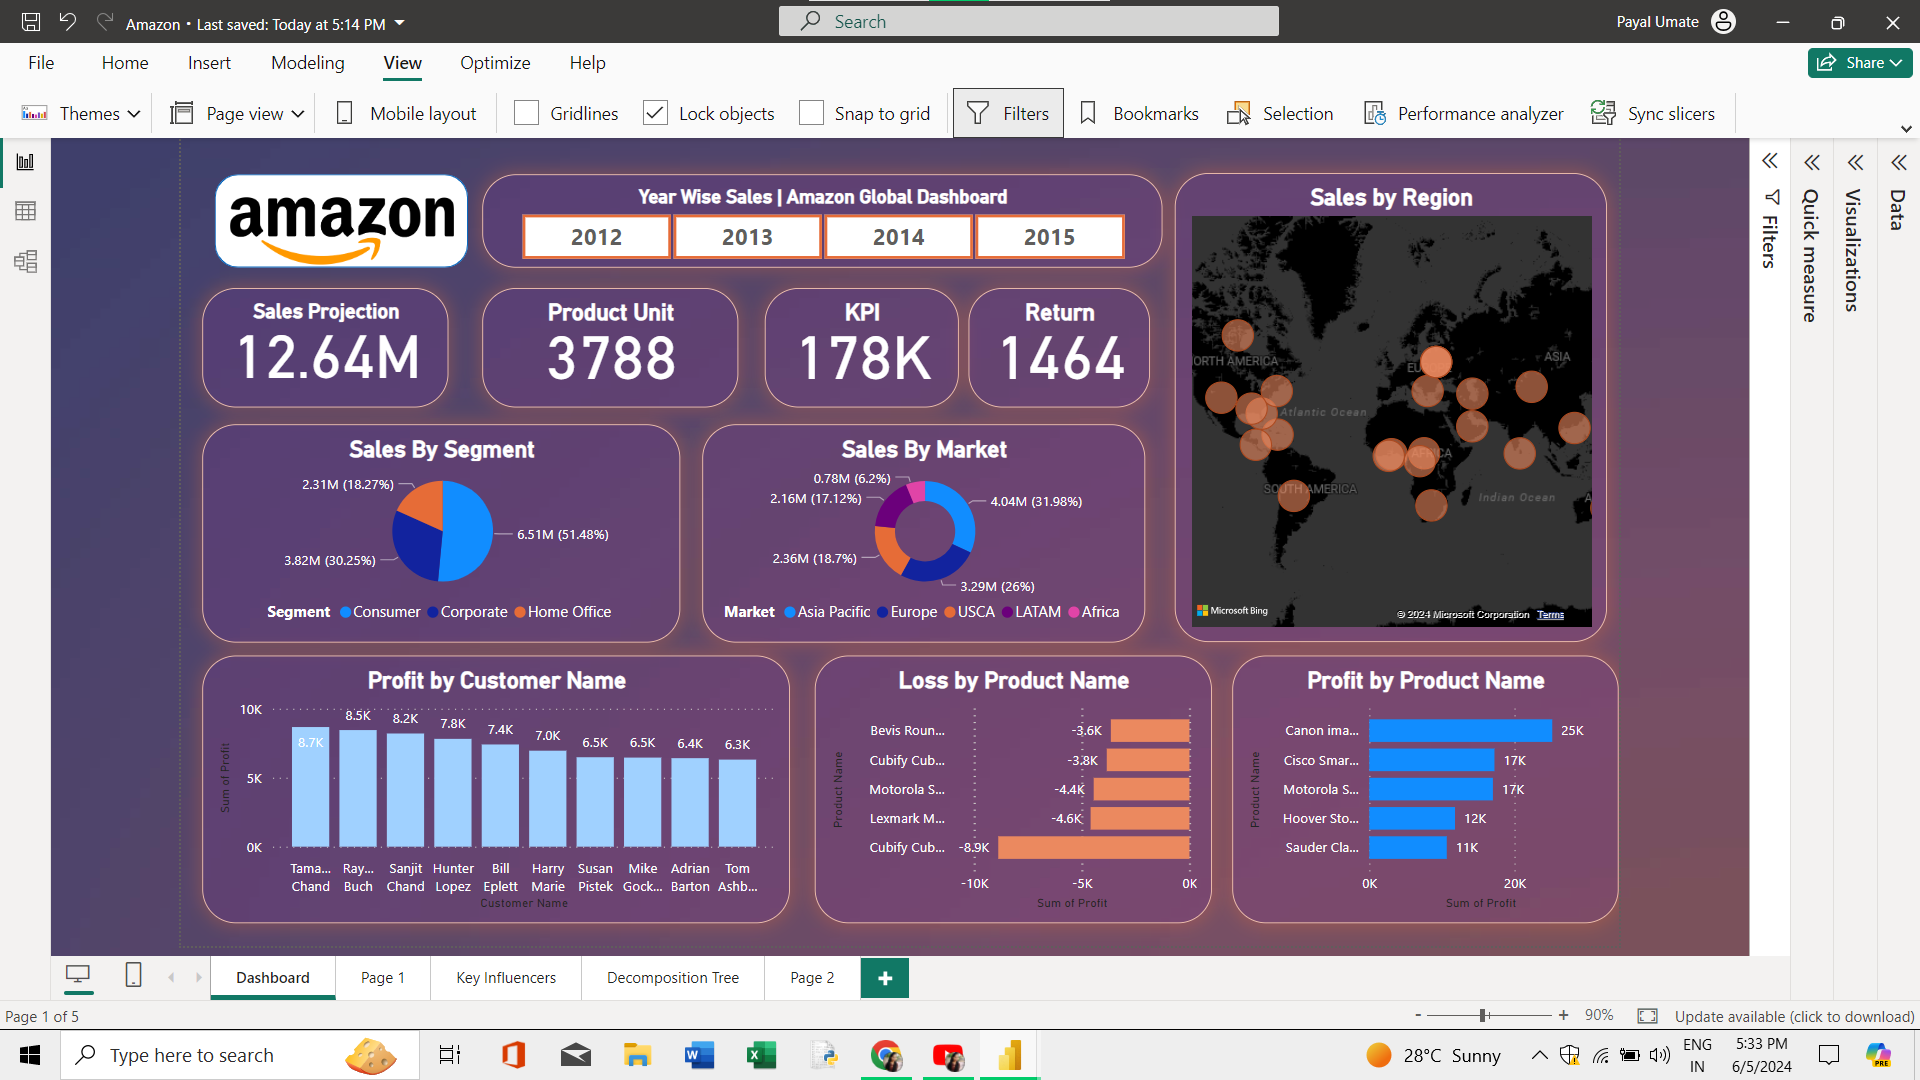 Amazon • Last saved: Today at 5:14 PM
Search
Payal Umate
File Home Insert Modeling View Optimize Help
Share
Themes Page view Mobile layout Gridlines Lock objects Snap to grid Filters Bookmarks Selection Performance analyzer Sync slicers
amazon
Year Wise Sales | Amazon Global Dashboard
2012 2013 2014 2015
Sales Projection
12.64M
Product Unit
3788
KPI
178K
Return
1464
Sales by Region
ORTH AMERICA
EU
ASIA
Atlantic Ocean
AFRICA
SOUTH AMERICA
Indian Ocean
A
Microsoft Bing
© 2024 Microsoft Corporation Terms
Sales By Segment
2.31M (18.27%)
6.51M (51.48%)
3.82M (30.25%)
Segment Consumer Corporate Home Office
Sales By Market
0.78M (6.2%)
2.16M (17.12%)
4.04M (31.98%)
2.36M (18.7%)
3.29M (26%)
Market Asia Pacific Europe USCA LATAM Africa
Profit by Customer Name
Sum of Profit
10K
5K
0K
8.7K 8.5K 8.2K 7.8K 7.4K 7.0K 6.5K 6.5K 6.4K 6.3K
Tama... Ray... Sanjit Hunter Bill Harry Susan Mike Adrian Tom
Chand Buch Chand Lopez Eplett Marie Pistek Gock... Barton Ashb...
Customer Name
Loss by Product Name
Product Name
Bevis Roun... -3.6K
Cubify Cub... -3.8K
Motorola S... -4.4K
Lexmark M... -4.6K
Cubify Cub... -8.9K
-10K -5K 0K
Sum of Profit
Profit by Product Name
Product Name
Canon ima... 25K
Cisco Smar... 17K
Motorola S... 17K
Hoover Sto... 12K
Sauder Cla... 11K
0K 20K
Sum of Profit
Filters
Quick measure
Visualizations
Data
Dashboard Page 1 Key Influencers Decomposition Tree Page 2 +
Page 1 of 5
- + 90%
Update available (click to download)
Type here to search
28°C Sunny
ENG
IN
5:33 PM
6/5/2024
PRE